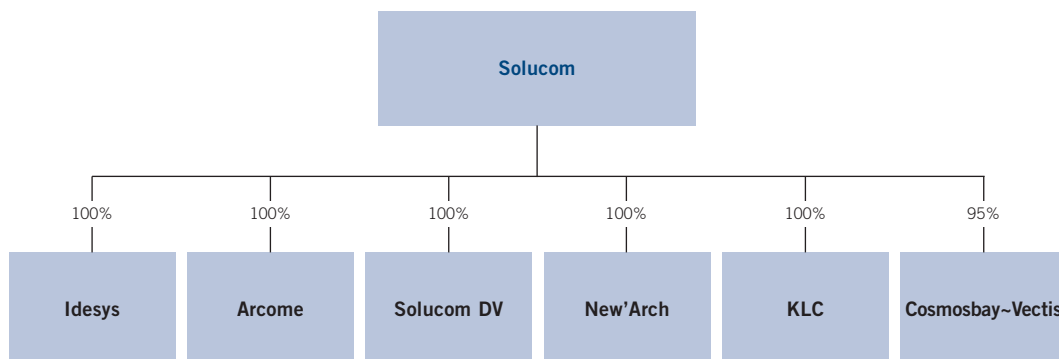 Solucom
100% 100% 100% 100% 100% 95%
Idesys Arcome Solucom DV New'Arch KLC Cosmosbay~Vectis